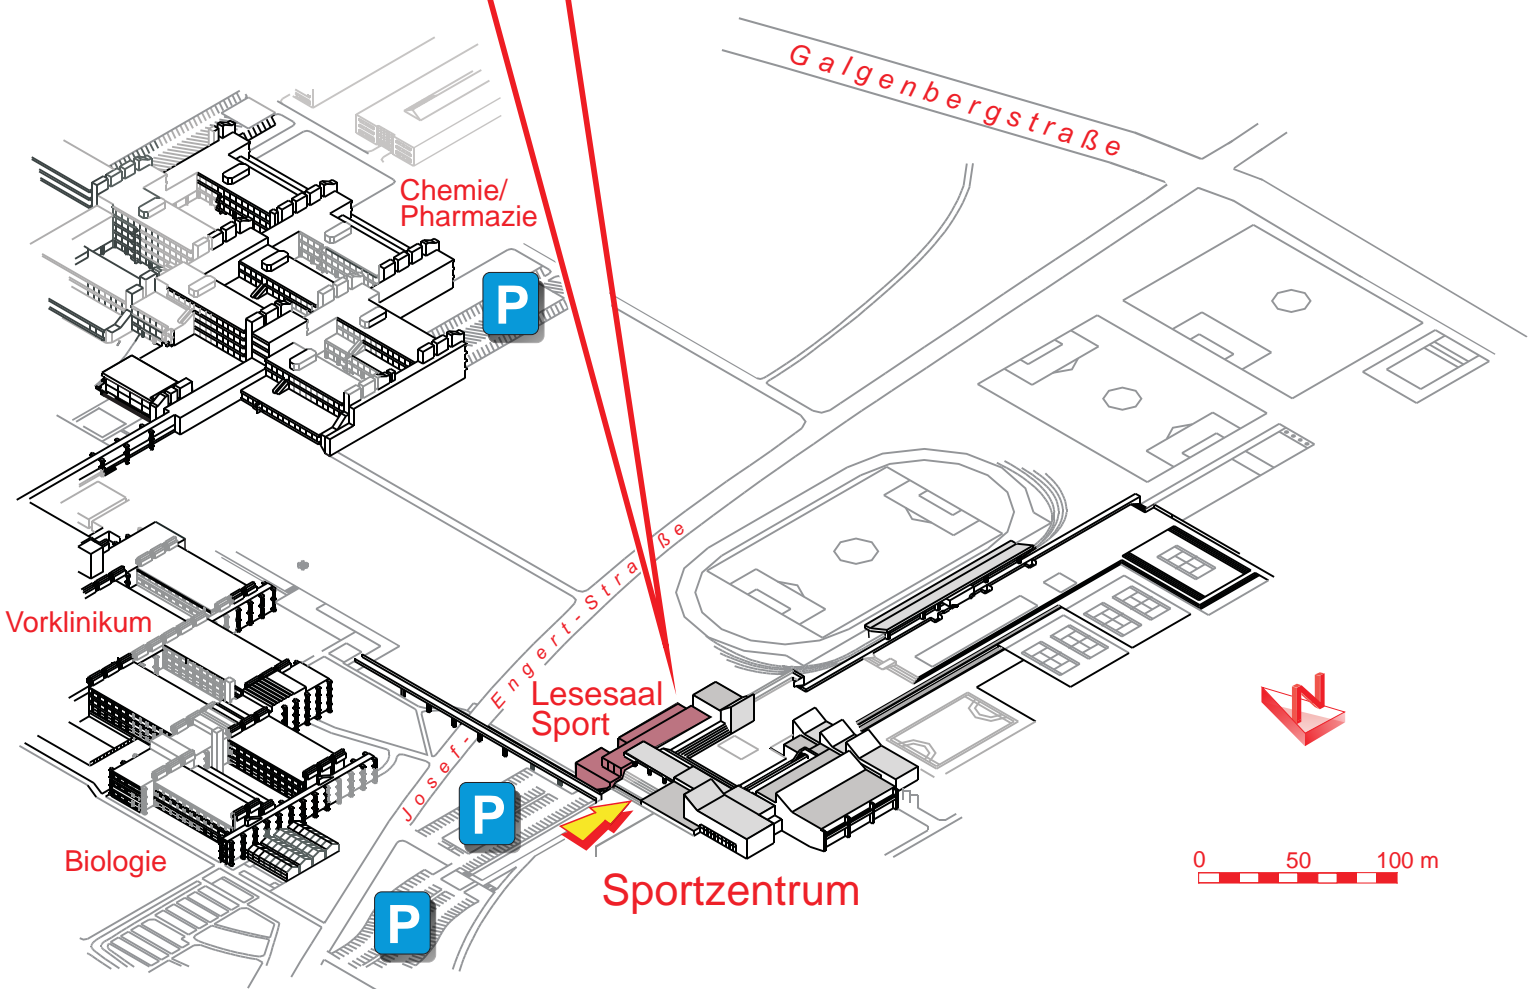 Galgenbergstraße
Chemie/
Pharmazie
P
Josef-Engert-Straße
Vorklinikum
Lesesaal
Sport
N
P
Biologie
0 50 100 m
Sportzentrum
P